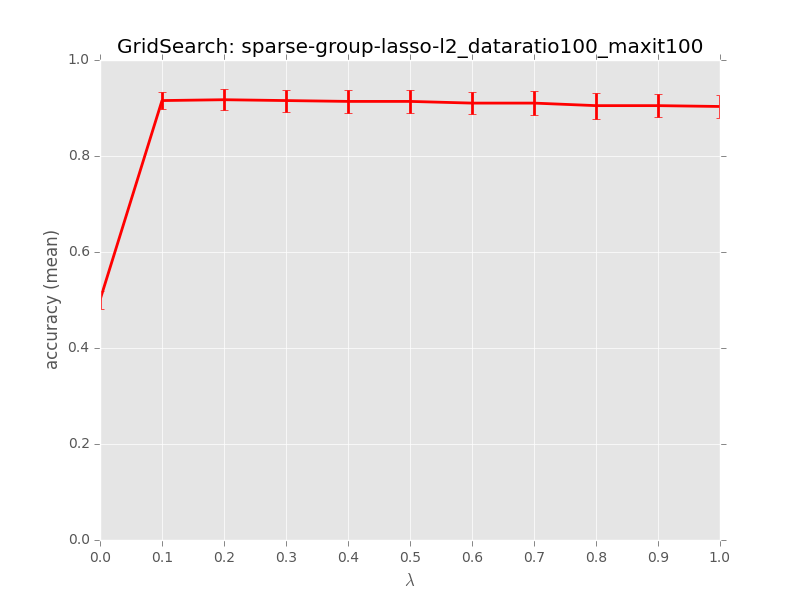 GridSearch: sparse-group-lasso-l2_dataratio100_maxit100
1.0
0.8
0.6
0.4
0.2
0.0
accuracy (mean)
0.0 0.1 0.2 0.3 0.4 0.5 0.6 0.7 0.8 0.9 1.0
λ